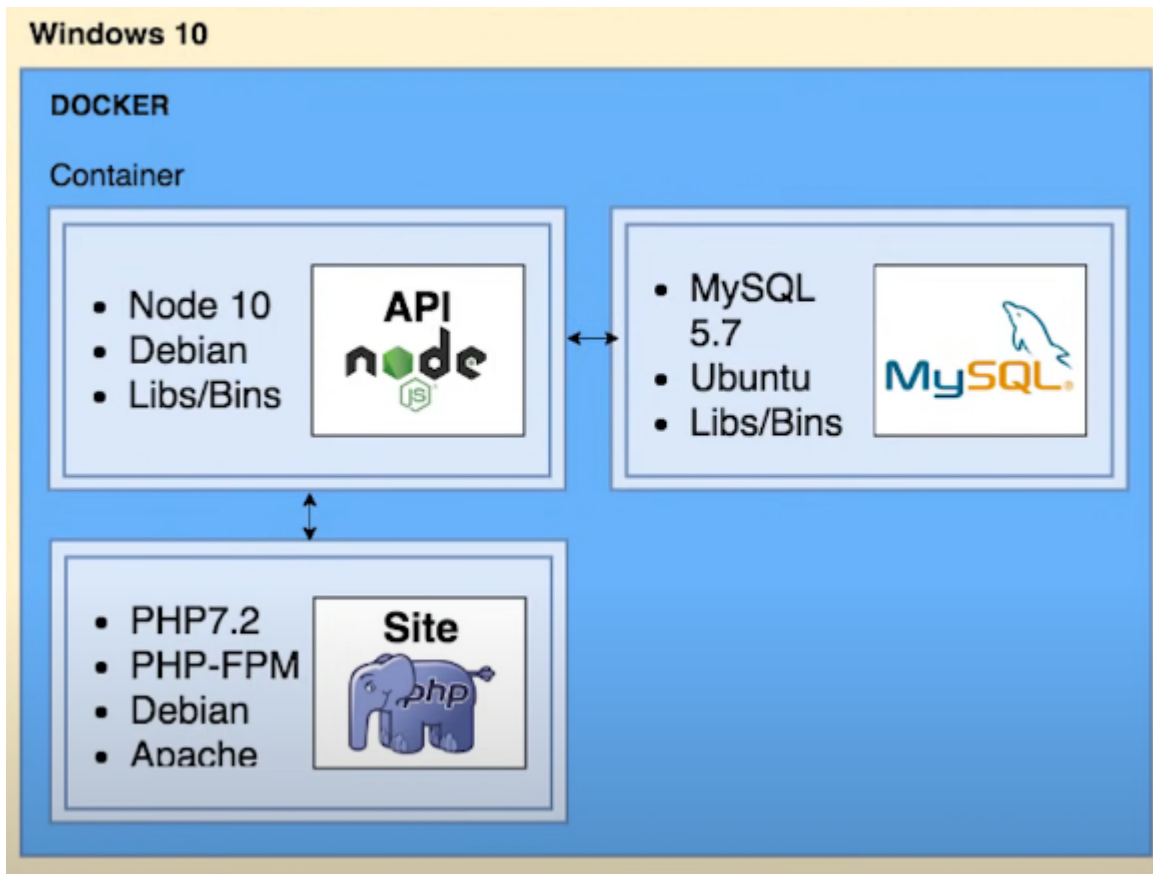 Windows 10
DOCKER
Container
• Node 10
• Debian
• Libs/Bins
API
node
JS
• MySQL
5.7
• Ubuntu
• Libs/Bins
MySQL®
• PHP7.2
• PHP-FPM
• Debian
• Apache
Site
php